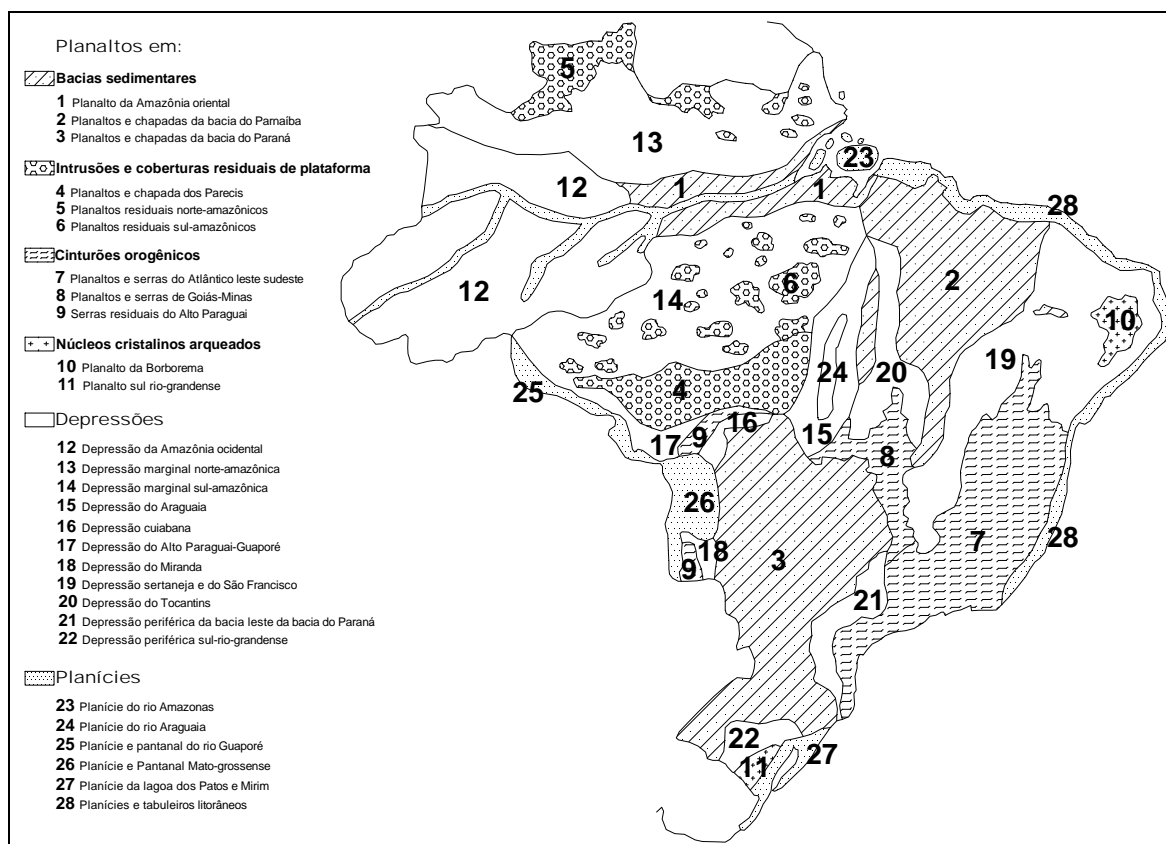 Planaltos em:
Bacias sedimentares
1 Planalto da Amazônia oriental
2 Planaltos e chapadas da bacia do Parnaíba
3 Planaltos e chapadas da bacia do Paraná
Intrusões e coberturas residuais de plataforma
4 Planaltos e chapada dos Parecis
5 Planaltos residuais norte-amazônicos
6 Planaltos residuais sul-amazônicos
Cinturões orogênicos
7 Planaltos e serras do Atlântico leste sudeste
8 Planaltos e serras de Goiás-Minas
9 Serras residuais do Alto Paraguai
Núcleos cristalinos arqueados
10 Planalto da Borborema
11 Planalto sul rio-grandense
Depressões
12 Depressão da Amazônia ocidental
13 Depressão marginal norte-amazônica
14 Depressão marginal sul-amazônica
15 Depressão do Araguaia
16 Depressão cuiabana
17 Depressão do Alto Paraguai-Guaporé
18 Depressão do Miranda
19 Depressão sertaneja e do São Francisco
20 Depressão do Tocantins
21 Depressão periférica da bacia leste da bacia do Paraná
22 Depressão periférica sul-rio-grandense
Planícies
23 Planície do rio Amazonas
24 Planície do rio Araguaia
25 Planície e pantanal do rio Guaporé
26 Planície e Pantanal Mato-grossense
27 Planície da lagoa dos Patos e Mirim
28 Planícies e tabuleiros litorâneos
5
13
23
12
1
1
28
12
14
6
2
10
25
4
24
20
19
17
9
16
15
8
26
18
9
3
7
28
21
22
11
27